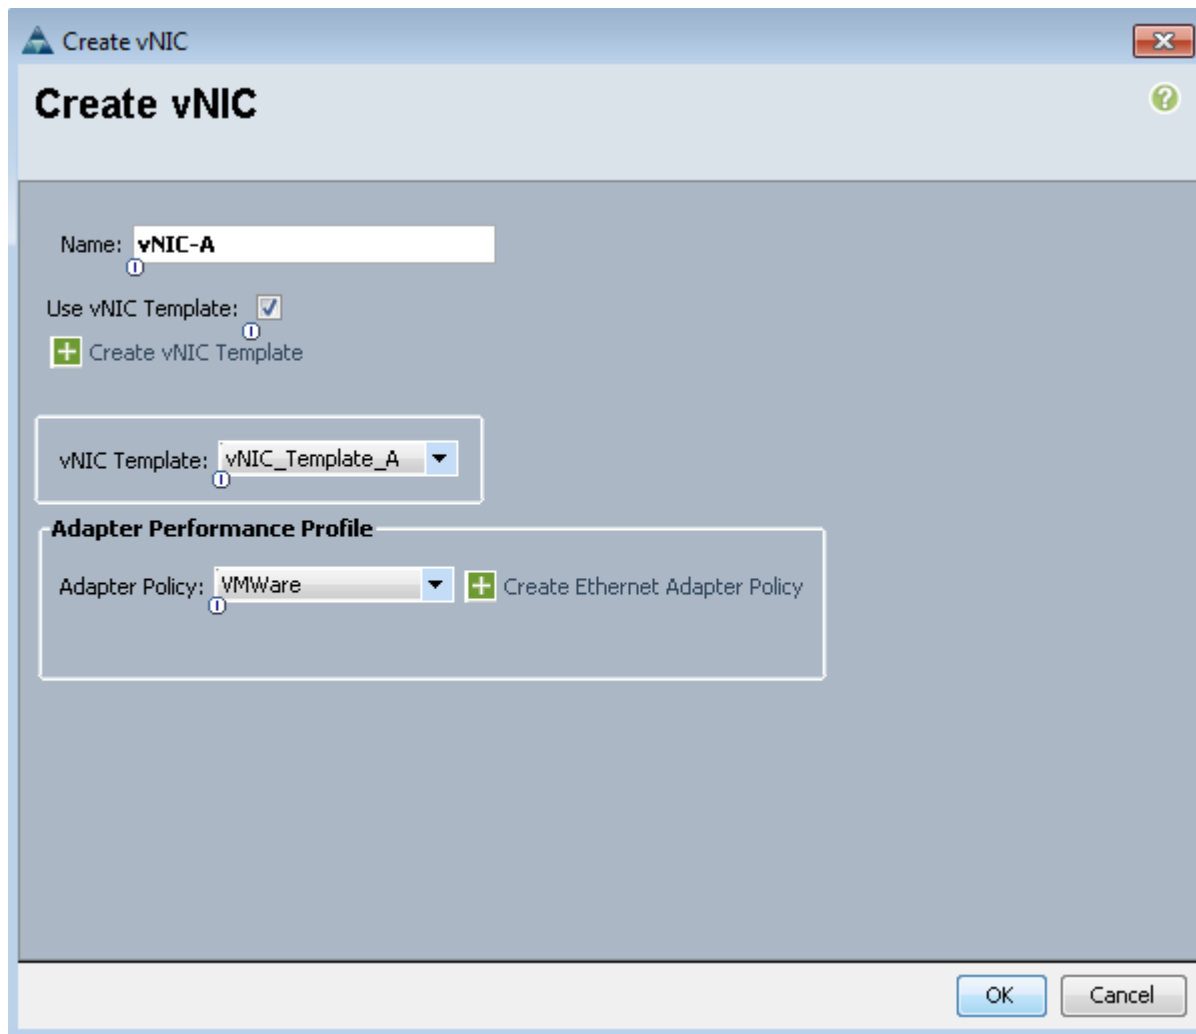 Create vNIC
Create vNIC
Name: vNIC-A
Use vNIC Template:
Create vNIC Template
vNIC Template: vNIC_Template_A
Adapter Performance Profile
Adapter Policy: VMWare Create Ethernet Adapter Policy
OK Cancel